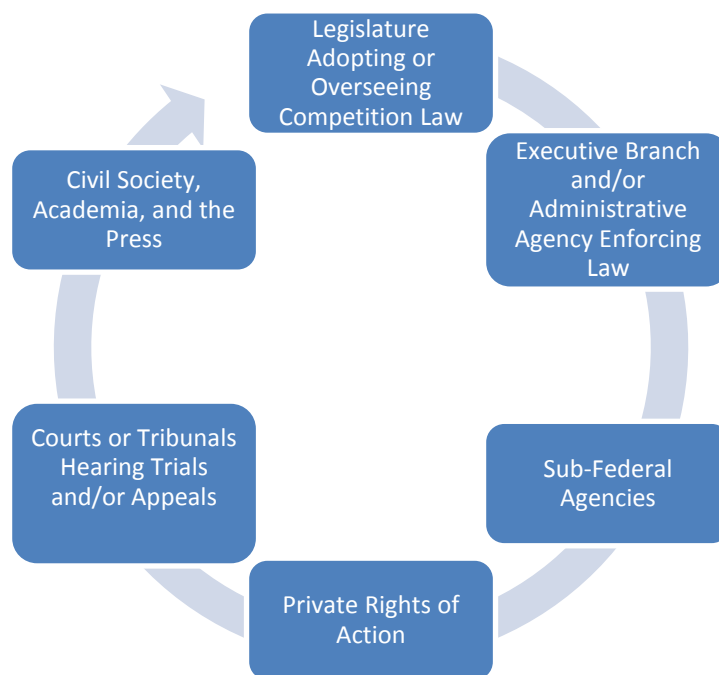 Legislature
Adopting or
Overseeing
Competition Law
Executive Branch
and/or
Administrative
Agency Enforcing
Law
Sub-Federal
Agencies
Private Rights of
Action
Courts or Tribunals
Hearing Trials
and/or Appeals
Civil Society,
Academia, and the
Press